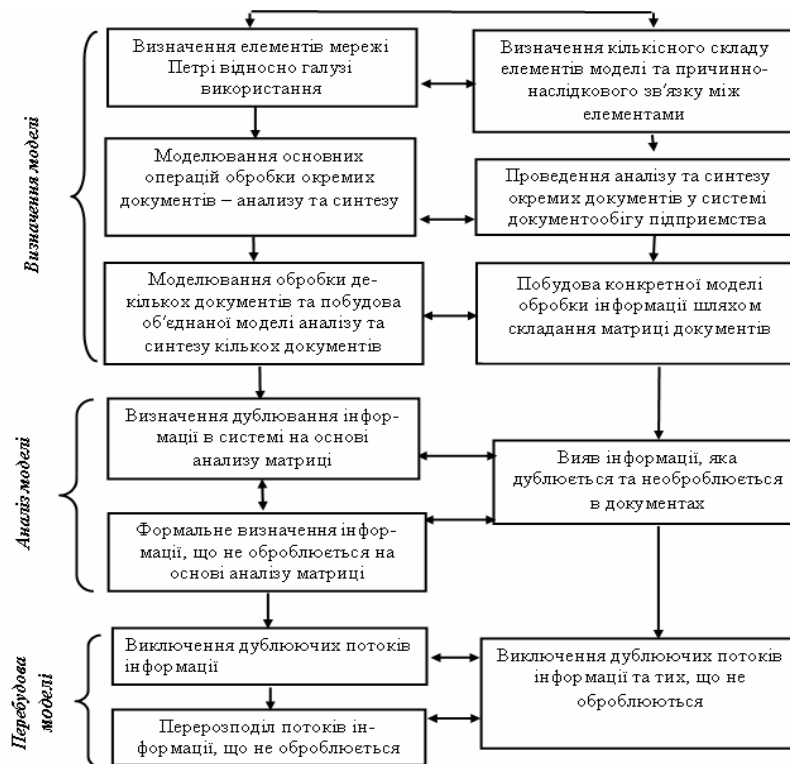 Визначення моделі
Визначення елементів мережі
Петрі відносно галузі
використання
Визначення кількісного складу
елементів моделі та причинно-
наслідкового зв'язку між
елементами
Моделювання основних
операцій обробки окремих
документів – анализу та синтезу
Проведення аналізу та синтезу
окремих документів у системі
документообігу підприємства
Моделювання обробки де-
кількох документів та побудова
об'єднаної моделі аналізу та
синтезу кількох документів
Побудова конкретної моделі
обробки інформації шляхом
складання матриці документів
Аналіз моделі
Визначення дублювання інфор-
мації в системі на основі
анализу матриці
Вияв інформації, яка
дублюється та необроблюється
в документах
Формальне визначення інфор-
мації, що не оброблюється на
основі аналізу матриці
Перебудова
моделі
Виключення дублюючих потоків
інформації
Виключення дублюючих потоків
інформації та тих, що не
оброблюються
Перерозподіл потоків ін-
формації, що не оброблюється